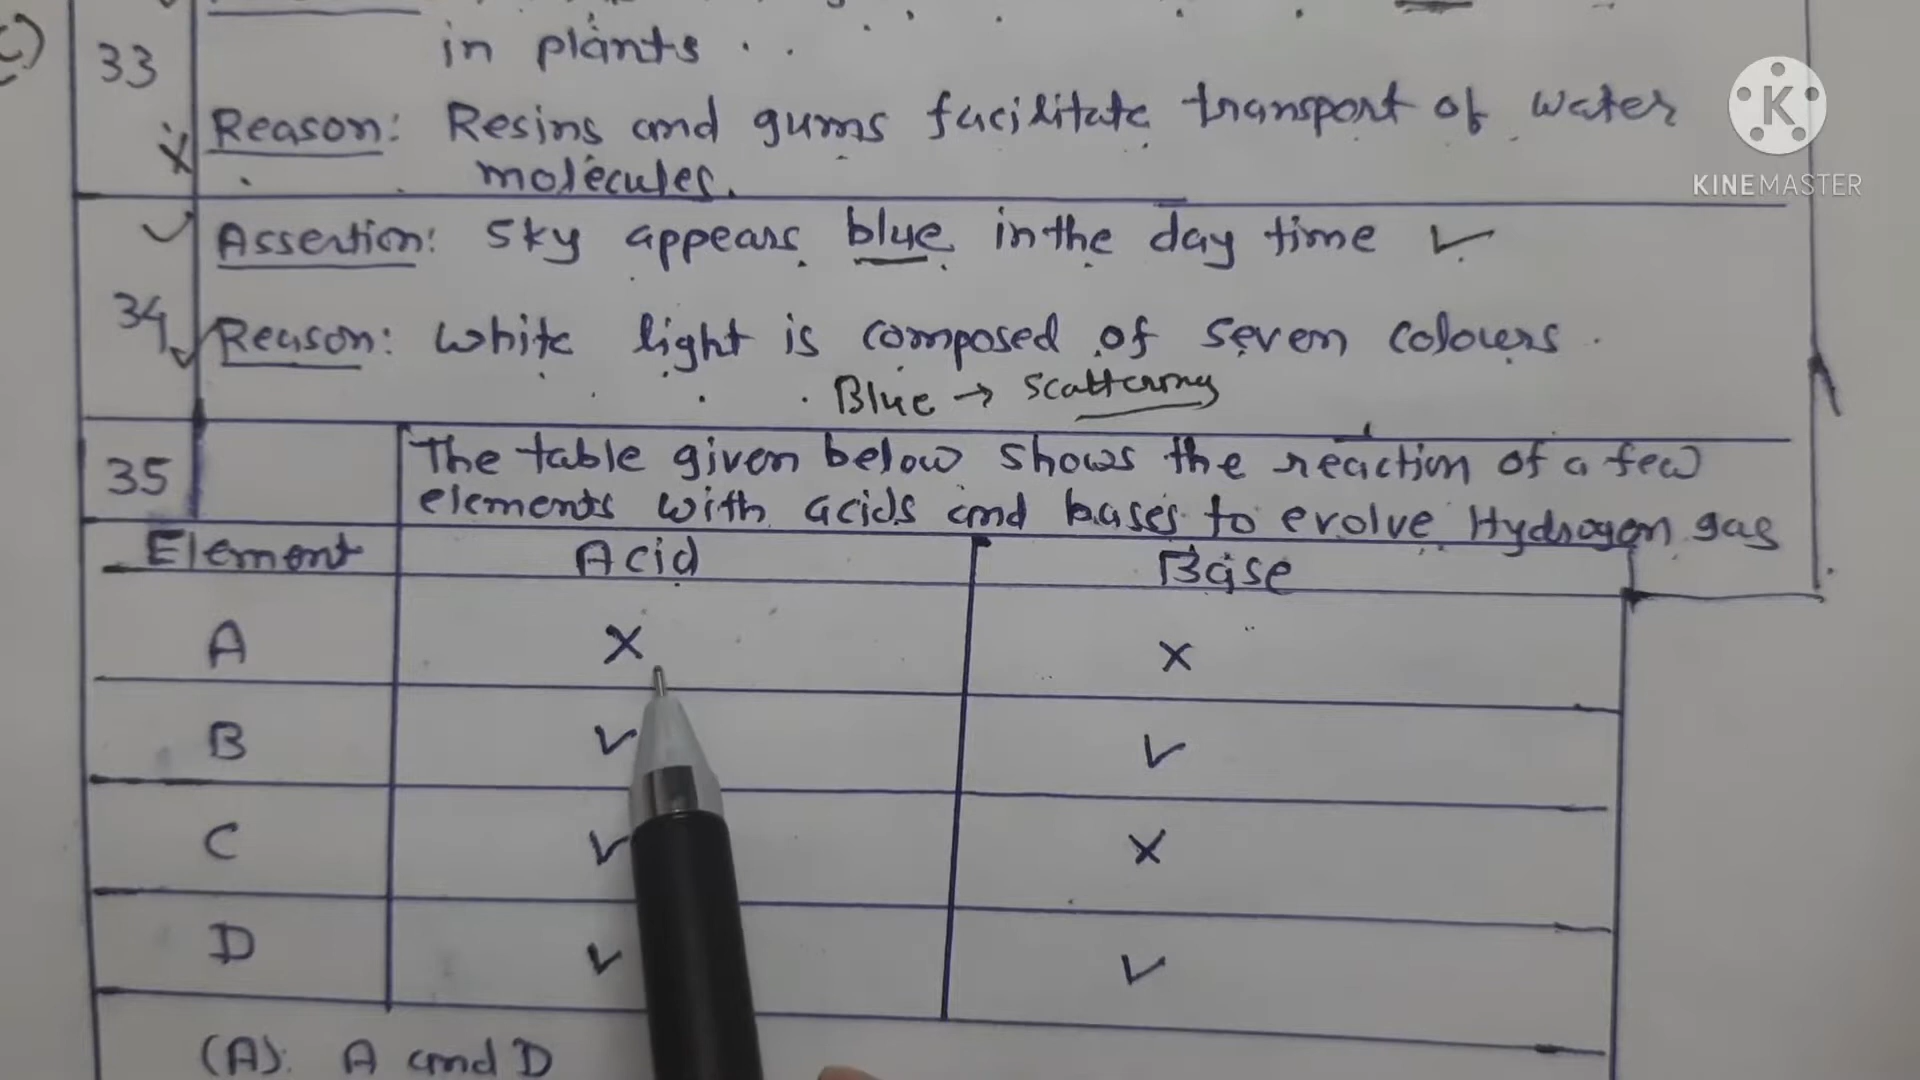 33
in plants
Reason: Resins and gums facilitate transport of water
molecules.
KINEMASTER
Assertion: Sky appears blue in the day time ✓
34
Reason: White light is composed of seven colours.
Blue → Scattering
35
The table given below shows the reaction of a few
elements with acids and bases to evolve Hydrogen gas
Element Acid Base
A X X
B ✓ ✓
C ✓ X
D ✓ ✓
(A): A and D